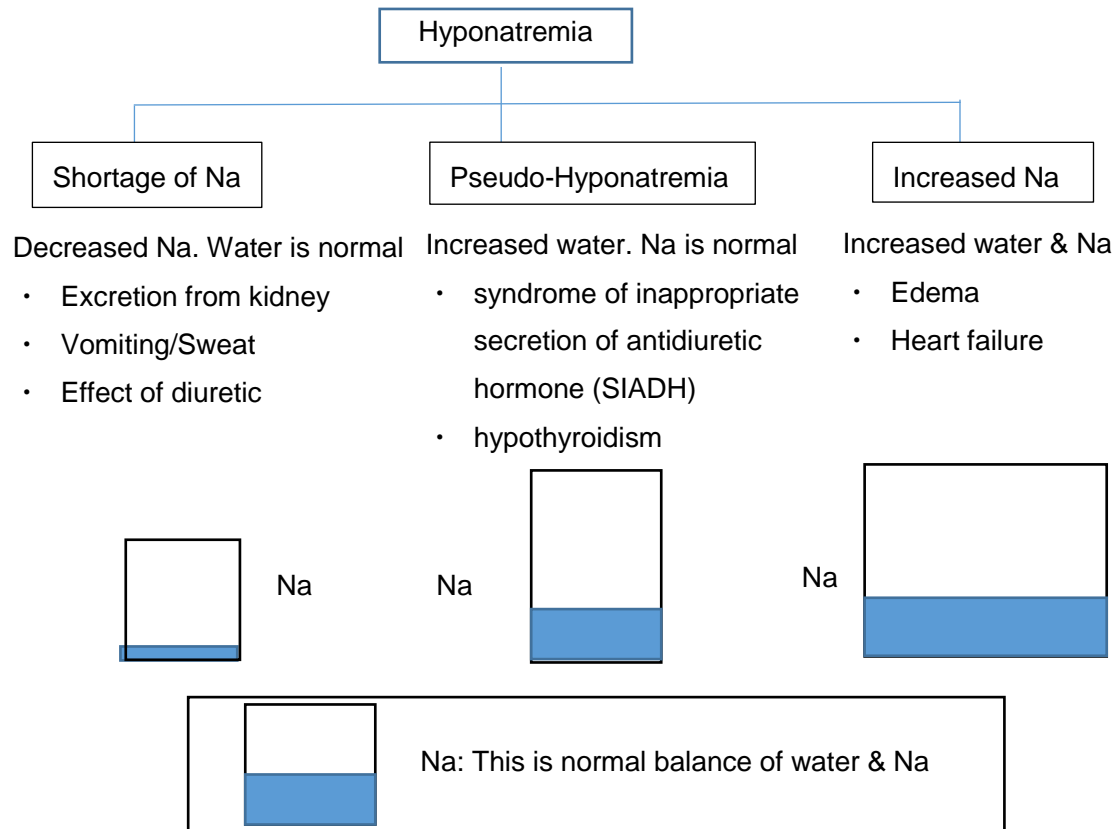 Hyponatremia
Shortage of Na
Pseudo-Hyponatremia
Increased Na
Decreased Na. Water is normal
・ Excretion from kidney
・ Vomiting/Sweat
・ Effect of diuretic
Increased water. Na is normal
・ syndrome of inappropriate
secretion of antidiuretic
hormone (SIADH)
・ hypothyroidism
Increased water & Na
・ Edema
・ Heart failure
Na
Na
Na
Na: This is normal balance of water & Na